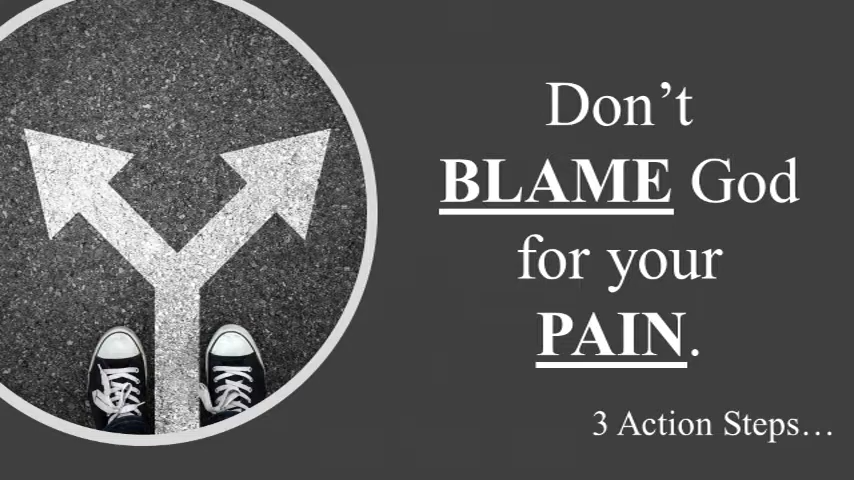 Don’t
BLAME God
for your
PAIN.
3 Action Steps…